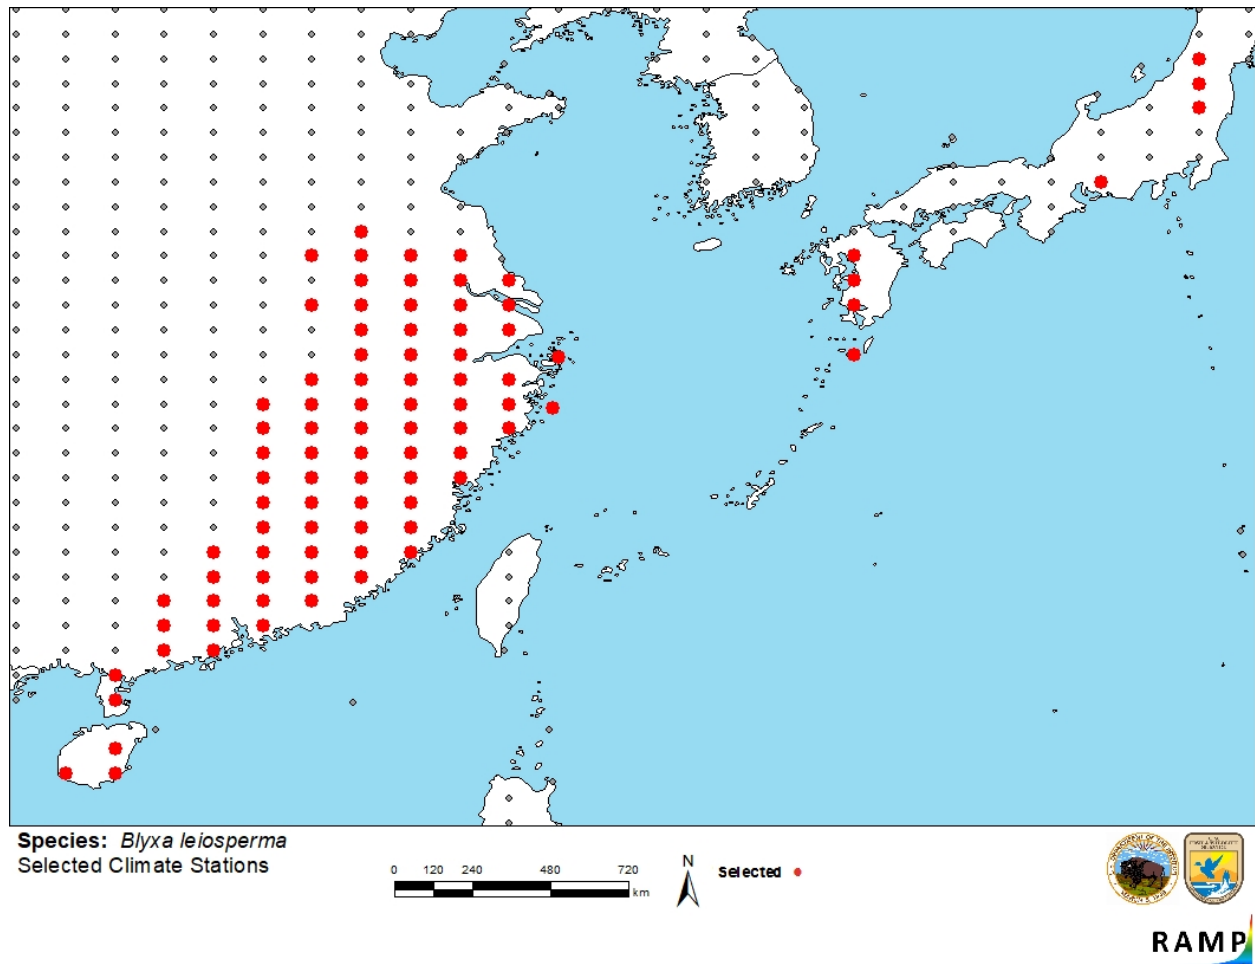 Species: Blyxa leiosperma
Selected Climate Stations
0 120 240 480 720
km
N
Selected
RAMP